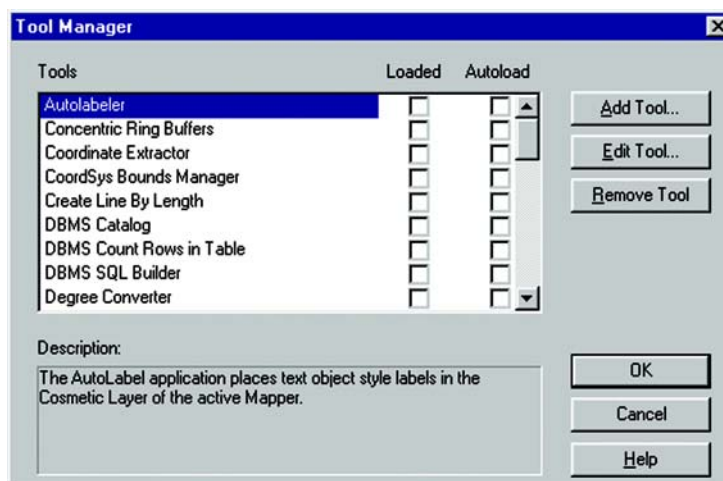 Tool Manager
Tools Loaded Autoload
Autolabeler
Concentric Ring Buffers
Coordinate Extractor
CoordSys Bounds Manager
Create Line By Length
DBMS Catalog
DBMS Count Rows in Table
DBMS SQL Builder
Degree Converter
Add Tool...
Edit Tool...
Remove Tool
Description:
The AutoLabel application places text object style labels in the
Cosmetic Layer of the active Mapper.
OK
Cancel
Help